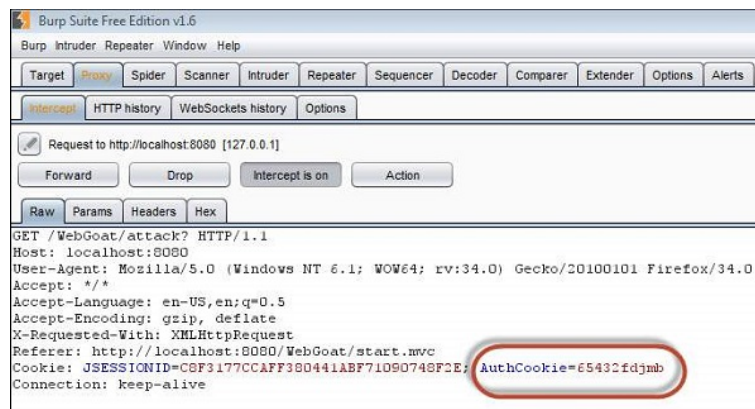 Burp Suite Free Edition v1.6
Burp Intruder Repeater Window Help
Target Proxy Spider Scanner Intruder Repeater Sequencer Decoder Comparer Extender Options Alerts
Intercept HTTP history WebSockets history Options
Request to http://localhost:8080 [127.0.0.1]
Forward Drop Intercept is on Action
Raw Params Headers Hex
GET /WebGoat/attack? HTTP/1.1
Host: localhost:8080
User-Agent: Mozilla/5.0 (Windows NT 6.1; WOW64; rv:34.0) Gecko/20100101 Firefox/34.0
Accept: */*
Accept-Language: en-US,en;q=0.5
Accept-Encoding: gzip, deflate
X-Requested-With: XMLHttpRequest
Referer: http://localhost:8080/WebGoat/start.mvc
Cookie: JSESSIONID=C8F3177CCAFF380441ABF71090748F2E; AuthCookie=65432fdjmb
Connection: keep-alive